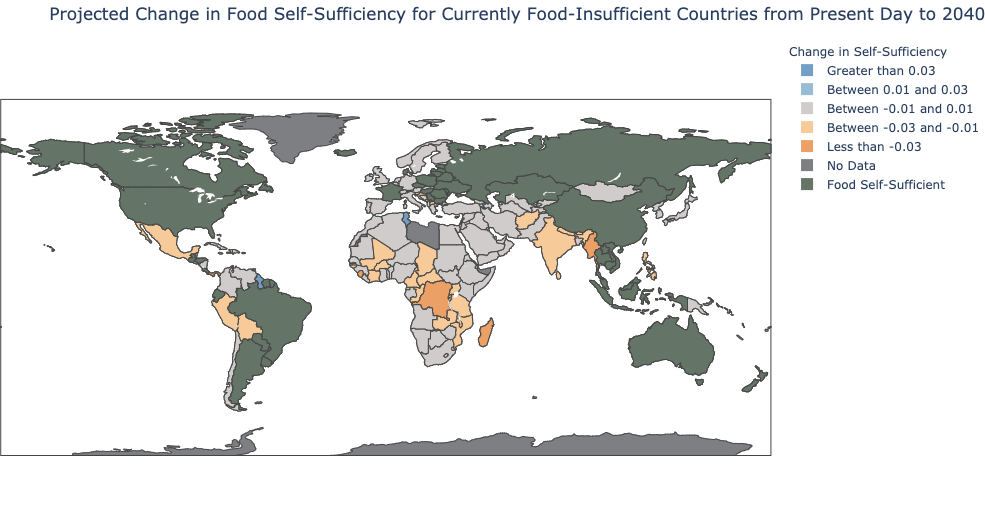 Projected Change in Food Self-Sufficiency for Currently Food-Insufficient Countries from Present Day to 2040
Change in Self-Sufficiency
Greater than 0.03
Between 0.01 and 0.03
Between -0.01 and 0.01
Between -0.03 and -0.01
Less than -0.03
No Data
Food Self-Sufficient